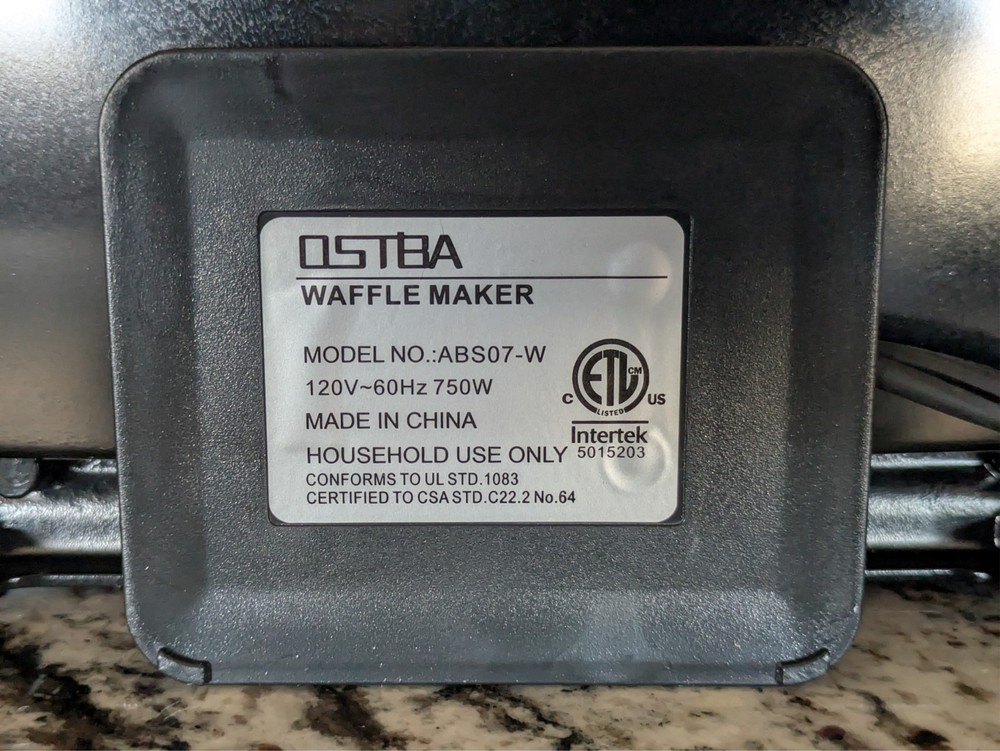 OSTBA
WAFFLE MAKER
MODEL NO.:ABS07-W
120V~60Hz 750W
MADE IN CHINA
HOUSEHOLD USE ONLY
CONFORMS TO UL STD.1083
CERTIFIED TO CSA STD.C22.2 No.64
ETL CM
LISTED
C US
Intertek
5015203